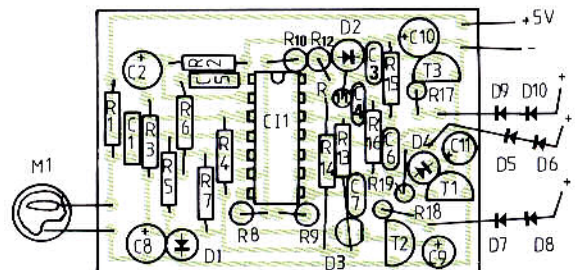 +5V
-
D2
+
C10
R10
R12
R2
C5
+
C2
C3
R15
T3
R17
R
11
C4
D9
D10
+
R1
C1
R3
R6
CI1
R4
R5
R7
R14
R13
R16
C6
D4
+
C11
D5
D6
+
M1
R19
T1
C7
R18
R8
R9
+
C8
D1
D3
T2
+
C9
D7
D8
+